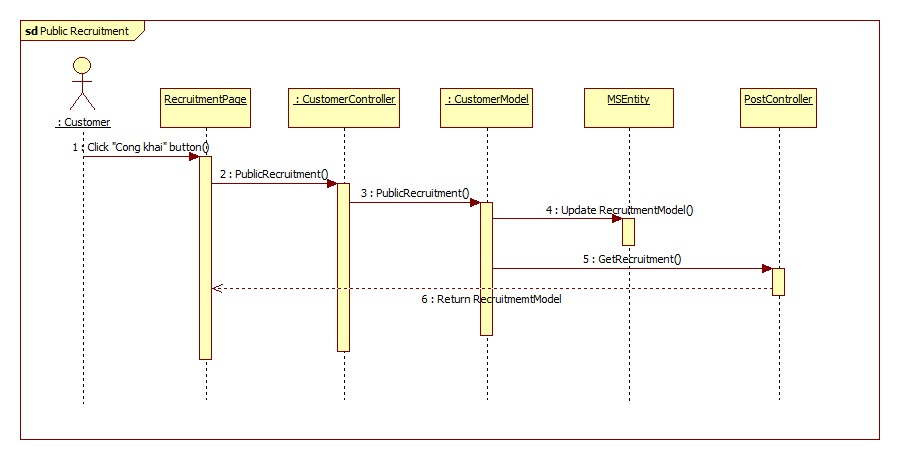 sd Public Recruitment
: Customer
RecruitmentPage
: CustomerController
: CustomerModel
MSEntity
PostController
1 : Click "Cong khai" button()
2 : PublicRecruitment()
3 : PublicRecruitment()
4 : Update RecruitmentModel()
5 : GetRecruitment()
6 : Return RecruitmemtModel